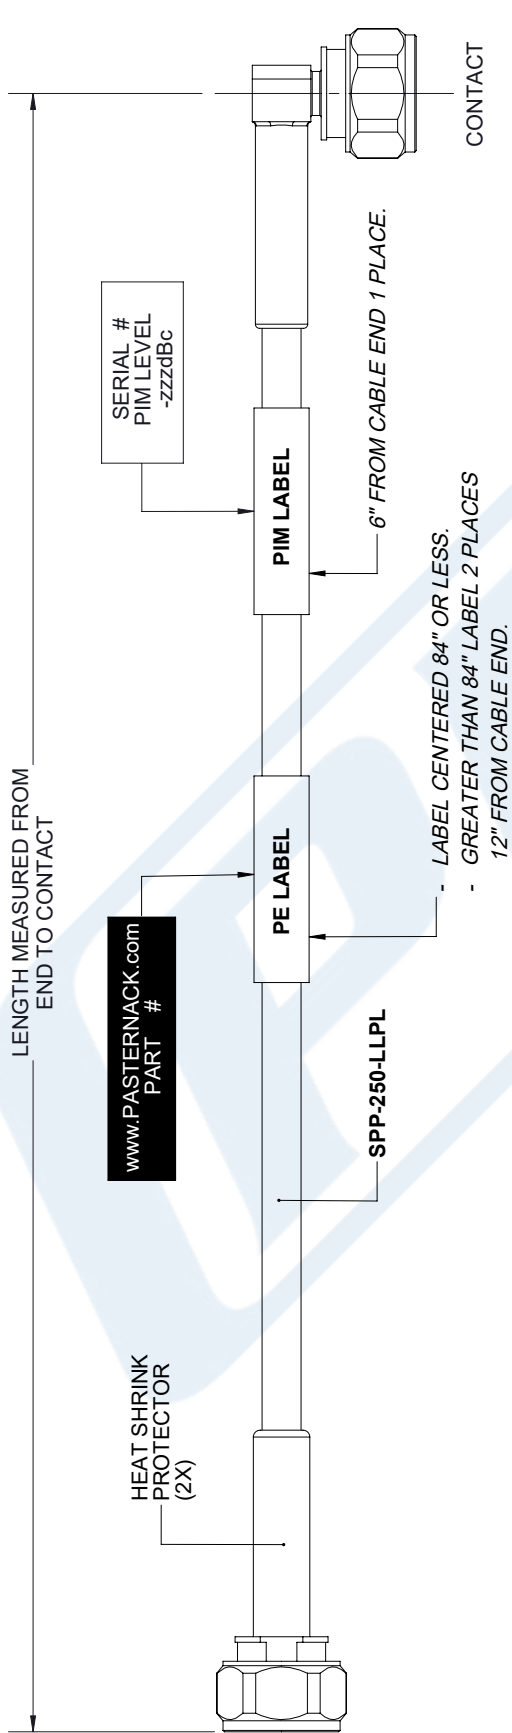 LENGTH MEASURED FROM
END TO CONTACT
HEAT SHRINK
PROTECTOR
(2X)
www.PASTERNACK.com
PART #
SERIAL #
PIM LEVEL
-zzzdBc
PE LABEL
PIM LABEL
SPP-250-LLPL
- LABEL CENTERED 84" OR LESS.
- GREATER THAN 84" LABEL 2 PLACES
12" FROM CABLE END.
6" FROM CABLE END 1 PLACE.
CONTACT